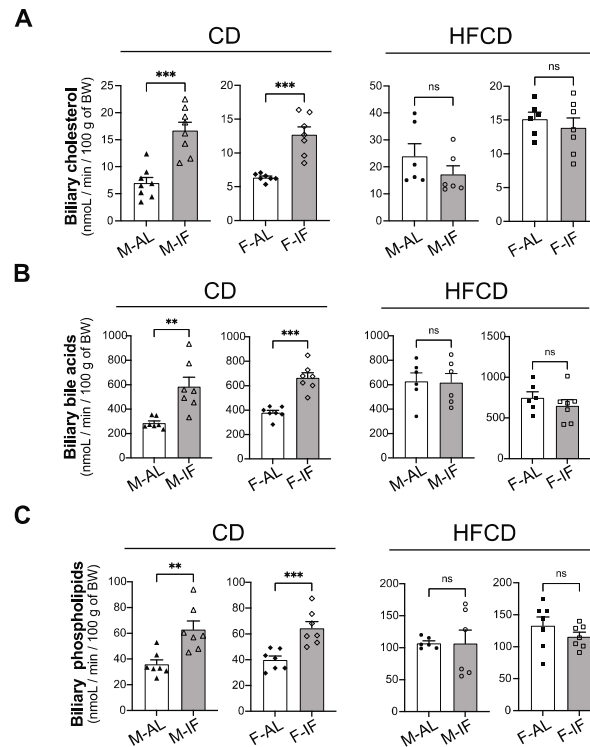 A
CD
HFCD
Biliary cholesterol
(nmoL / min / 100 g of BW)
25
20
15
10
5
0
***
M-AL
M-IF
20
15
10
5
0
***
F-AL
F-IF
50
40
30
20
10
0
ns
M-AL
M-IF
20
15
10
5
0
ns
F-AL
F-IF
B
CD
HFCD
Biliary bile acids
(nmoL / min / 100 g of BW)
1000
800
600
400
200
0
**
M-AL
M-IF
1000
800
600
400
200
0
***
F-AL
F-IF
1000
800
600
400
200
0
ns
M-AL
M-IF
1500
1000
500
0
ns
F-AL
F-IF
C
CD
HFCD
Biliary phospholipids
(nmoL / min / 100 g of BW)
100
80
60
40
20
0
**
M-AL
M-IF
100
80
60
40
20
0
***
F-AL
F-IF
200
150
100
50
0
ns
M-AL
M-IF
200
150
100
50
0
ns
F-AL
F-IF